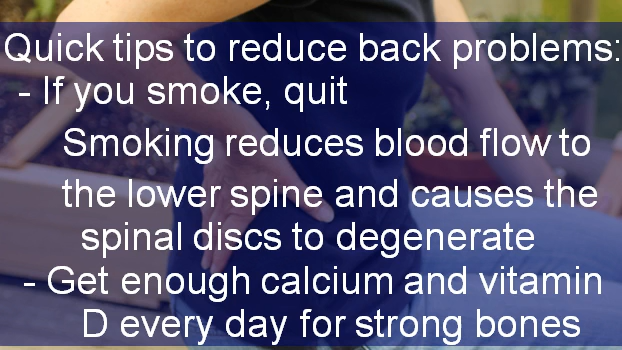 Quick tips to reduce back problems:
- If you smoke, quit
Smoking reduces blood flow to
the lower spine and causes the
spinal discs to degenerate
- Get enough calcium and vitamin
D every day for strong bones